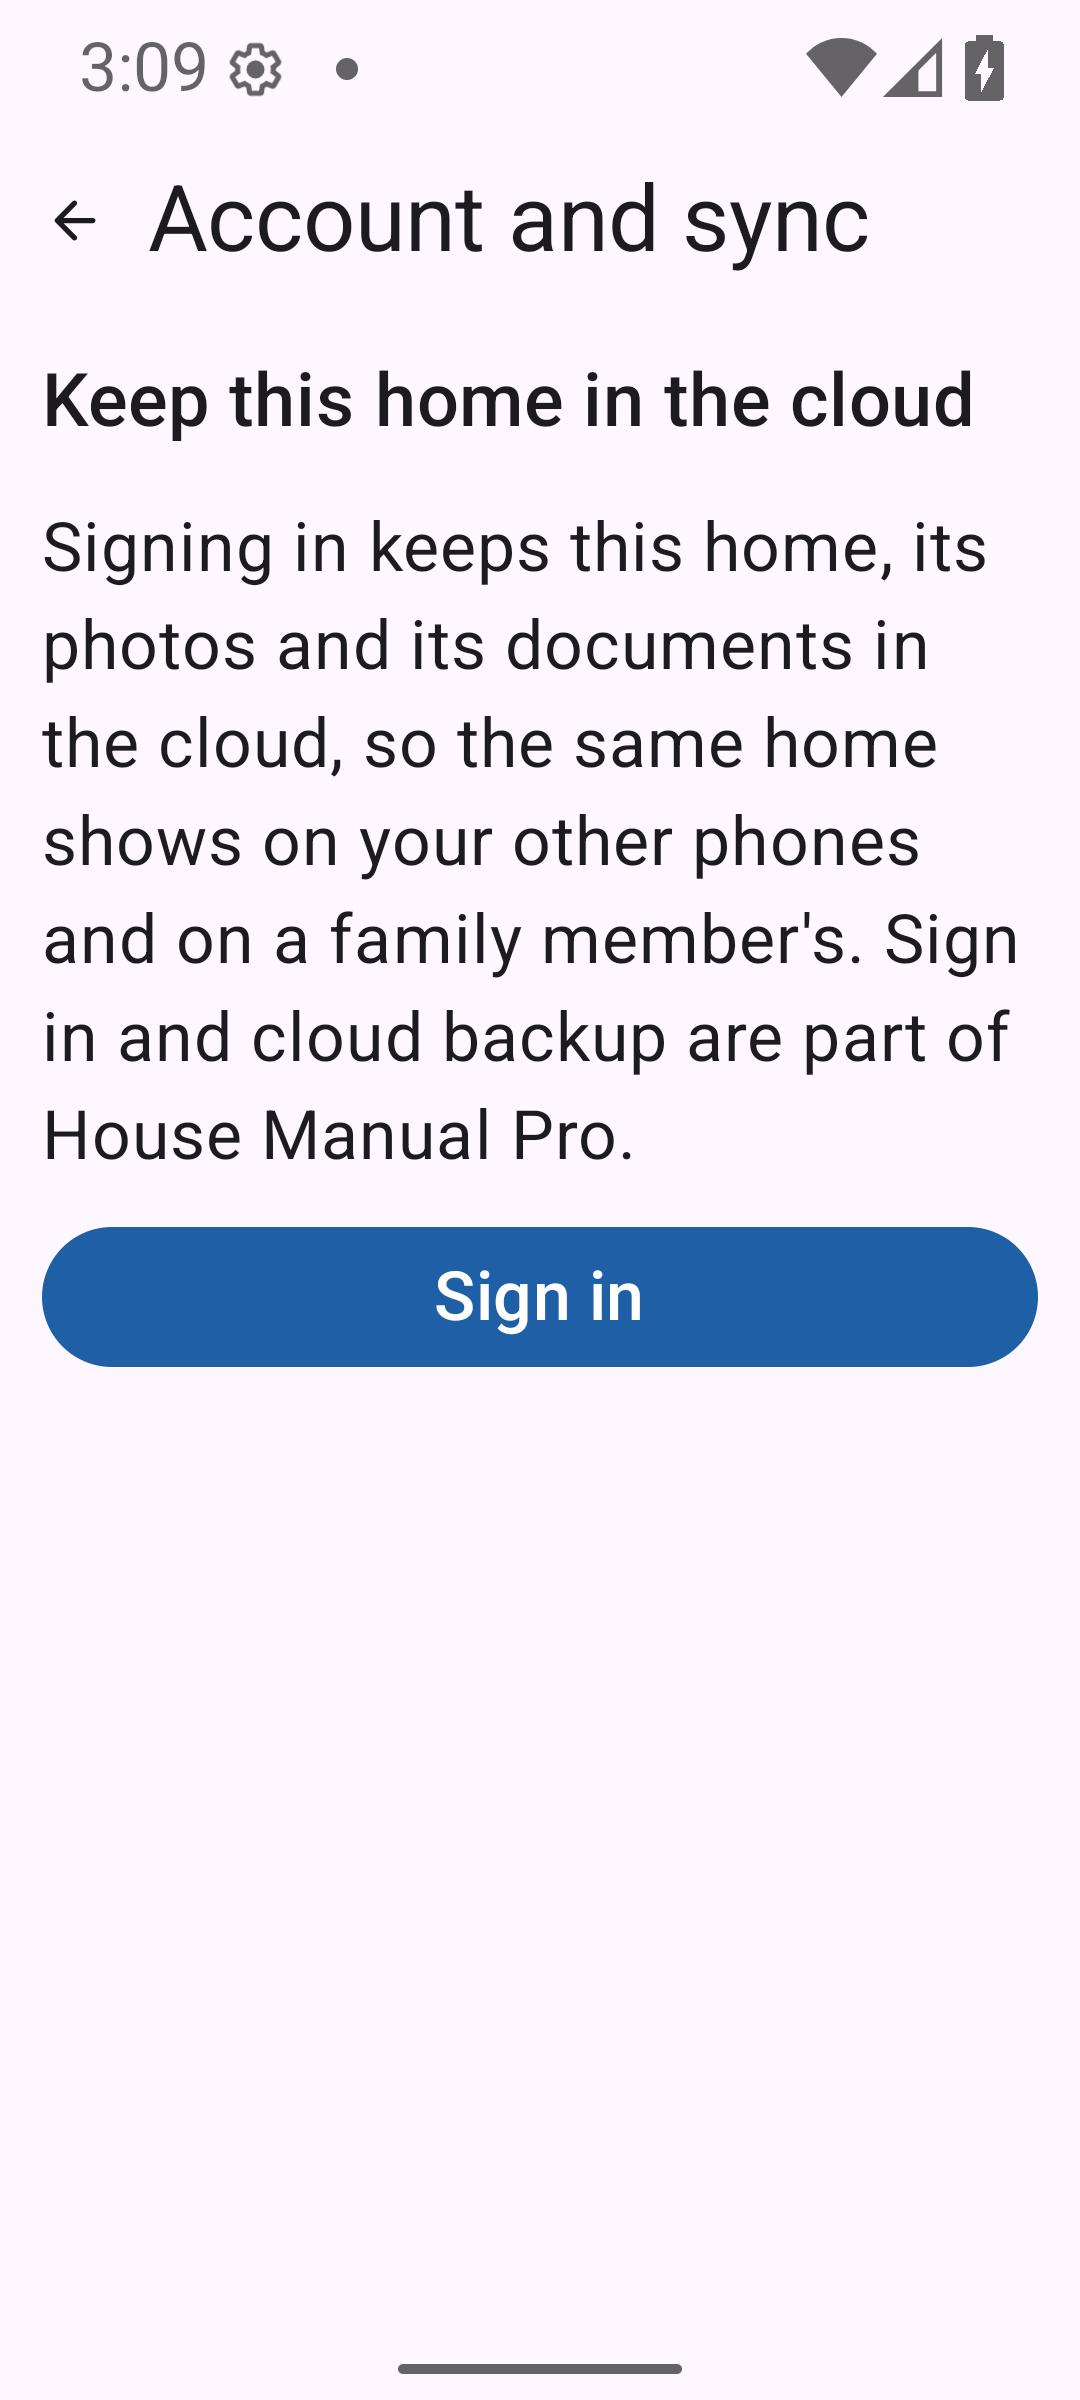 3:09
Account and sync
Keep this home in the cloud
Signing in keeps this home, its
photos and its documents in
the cloud, so the same home
shows on your other phones
and on a family member's. Sign
in and cloud backup are part of
House Manual Pro.
Sign in